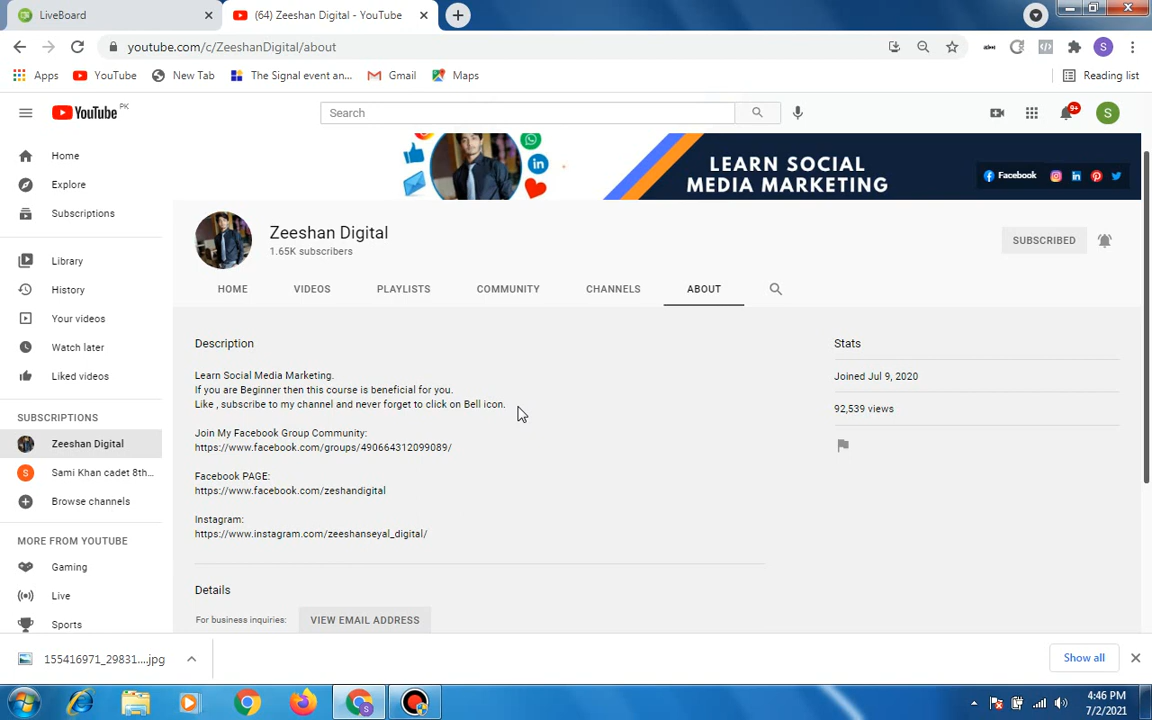 LiveBoard
(64) Zeeshan Digital - YouTube
youtube.com/c/ZeeshanDigital/about
Apps
YouTube
New Tab
The Signal event an...
Gmail
Maps
Reading list
YouTube PK
Search
9+
S
Home
Explore
Subscriptions
Library
History
Your videos
Watch later
Liked videos
SUBSCRIPTIONS
Zeeshan Digital
Sami Khan cadet 8th...
Browse channels
MORE FROM YOUTUBE
Gaming
Live
Sports
LEARN SOCIAL
MEDIA MARKETING
Facebook
Zeeshan Digital
1.65K subscribers
SUBSCRIBED
HOME
VIDEOS
PLAYLISTS
COMMUNITY
CHANNELS
ABOUT
Description
Learn Social Media Marketing.
If you are Beginner then this course is beneficial for you.
Like , subscribe to my channel and never forget to click on Bell icon.
Join My Facebook Group Community:
https://www.facebook.com/groups/490664312099089/
Facebook PAGE:
https://www.facebook.com/zeshandigital
Instagram:
https://www.instagram.com/zeeshanseyal_digital/
Details
For business inquiries:
VIEW EMAIL ADDRESS
Stats
Joined Jul 9, 2020
92,539 views
155416971_29831....jpg
Show all
4:46 PM
7/2/2021